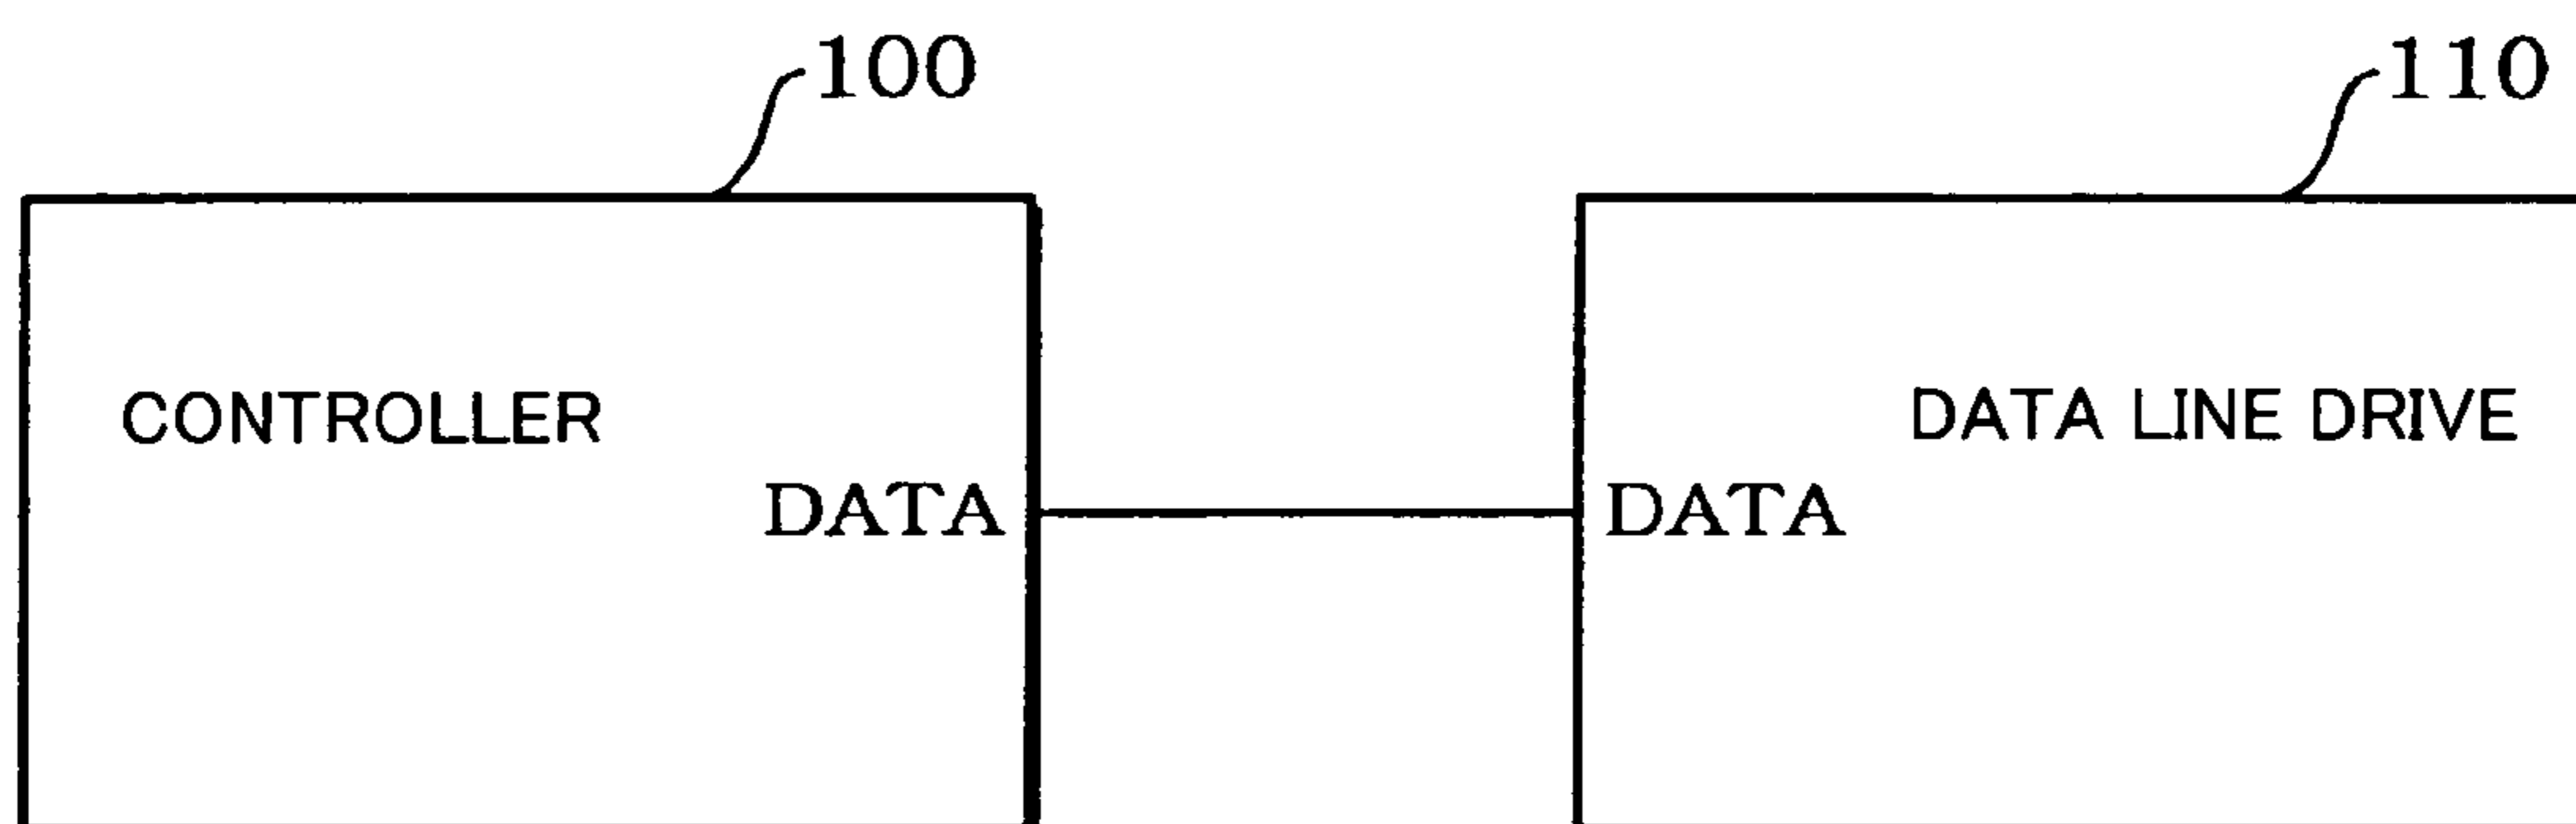 100
110
CONTROLLER
DATA LINE DRIVE
DATA
DATA